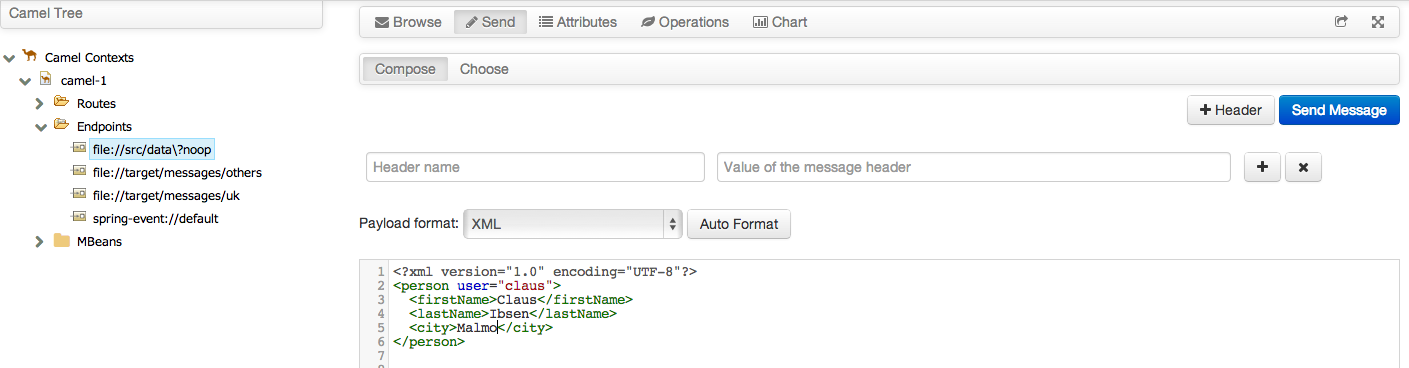 Camel Tree
Camel Contexts
camel-1
Routes
Endpoints
file://src/data\?noop
file://target/messages/others
file://target/messages/uk
spring-event://default
MBeans
Browse Send Attributes Operations Chart
Compose Choose
Header Send Message
Header name Value of the message header
Payload format: XML Auto Format
1 <?xml version="1.0" encoding="UTF-8"?>
2 <person user="claus">
3   <firstName>Claus</firstName>
4   <lastName>Ibsen</lastName>
5   <city>Malmo</city>
6 </person>
7